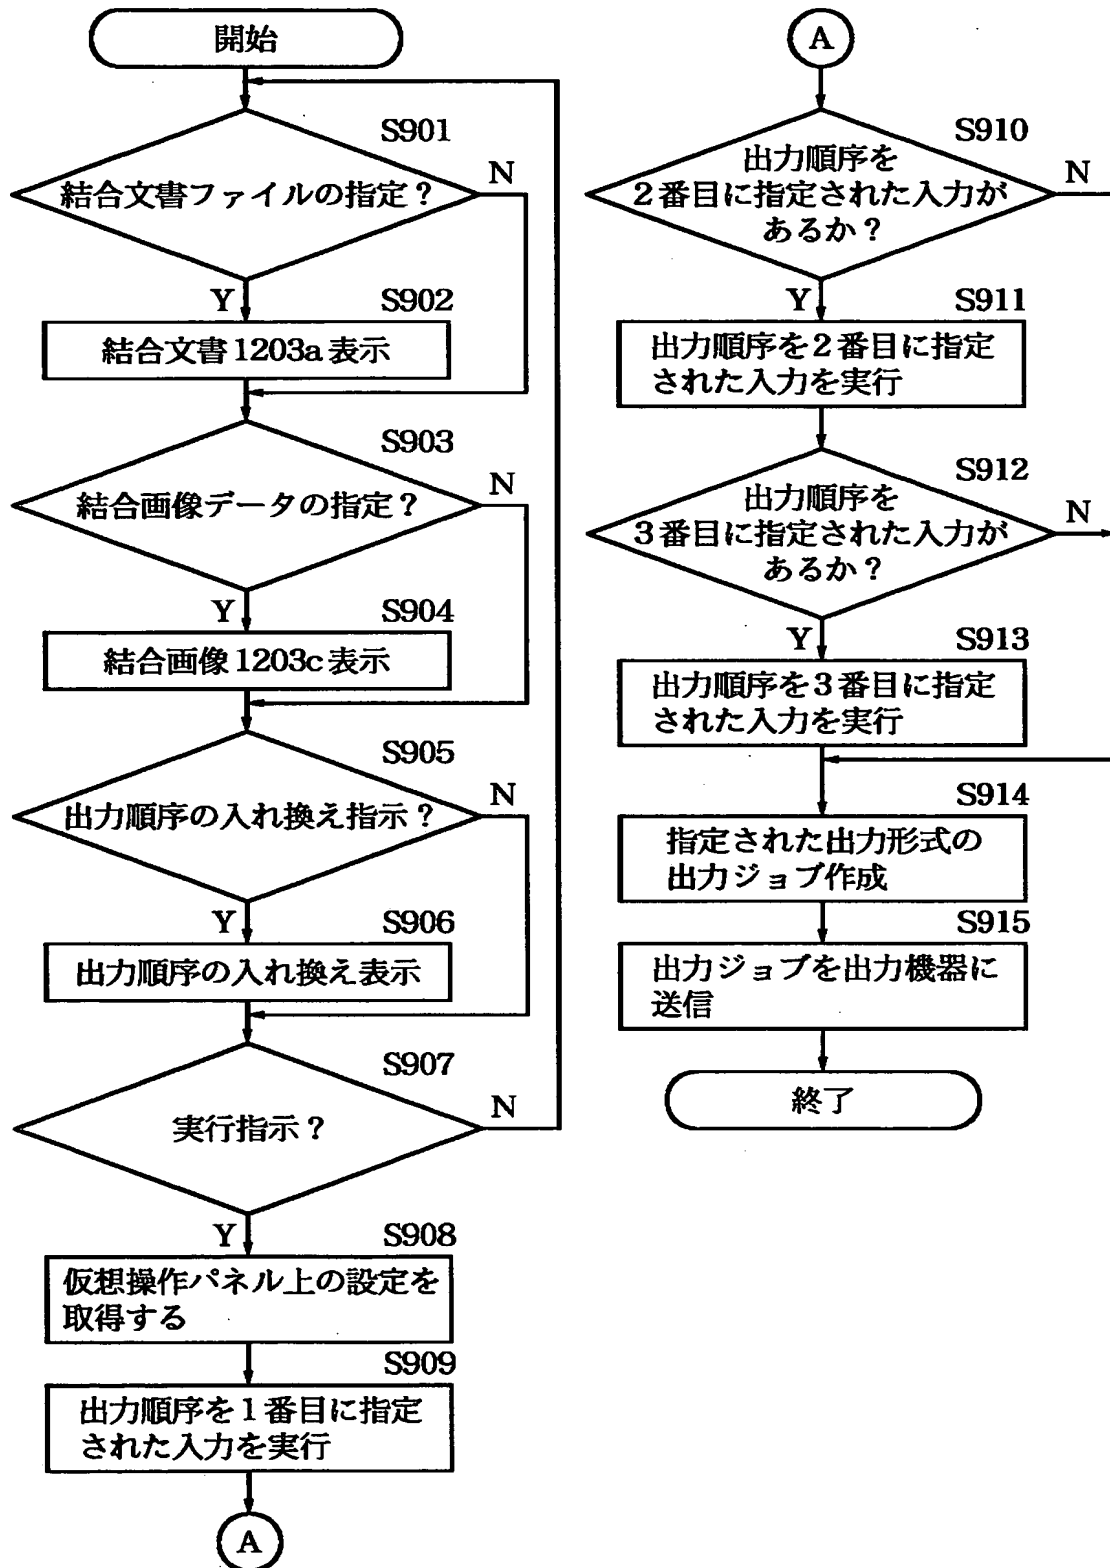 開始
S901
結合文書ファイルの指定？
N
Y
S902
結合文書1203a表示
S903
結合画像データの指定？
N
Y
S904
結合画像1203c表示
S905
出力順序の入れ換え指示？
N
Y
S906
出力順序の入れ換え表示
S907
実行指示？
N
Y
S908
仮想操作パネル上の設定を
取得する
S909
出力順序を1番目に指定
された入力を実行
A
A
S910
出力順序を
2番目に指定された入力が
あるか？
N
Y
S911
出力順序を2番目に指定
された入力を実行
S912
出力順序を
3番目に指定された入力が
あるか？
N
Y
S913
出力順序を3番目に指定
された入力を実行
S914
指定された出力形式の
出力ジョブ作成
S915
出力ジョブを出力機器に
送信
終了